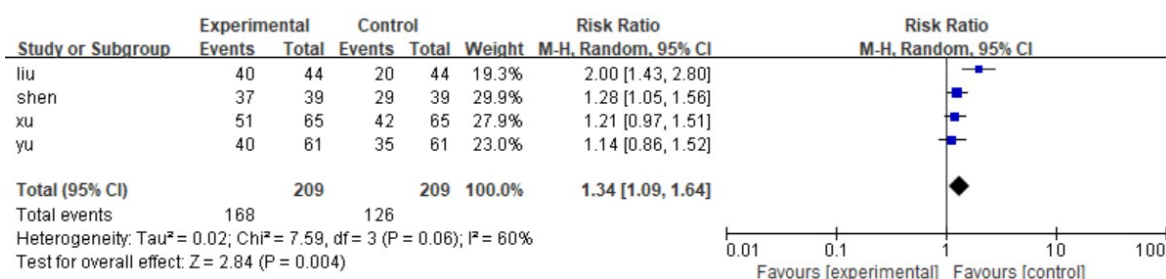 Experimental Control Risk Ratio Risk Ratio
Study or Subgroup Events Total Events Total Weight M-H, Random, 95% CI M-H, Random, 95% CI
liu 40 44 20 44 19.3% 2.00 [1.43, 2.80]
shen 37 39 29 39 29.9% 1.28 [1.05, 1.56]
xu 51 65 42 65 27.9% 1.21 [0.97, 1.51]
yu 40 61 35 61 23.0% 1.14 [0.86, 1.52]
Total (95% CI) 209 209 100.0% 1.34 [1.09, 1.64]
Total events 168 126
Heterogeneity: Tau² = 0.02; Chi² = 7.59, df = 3 (P = 0.06); I² = 60%
Test for overall effect: Z = 2.84 (P = 0.004)
0.01 0.1 1 10 100
Favours [experimental] Favours [control]